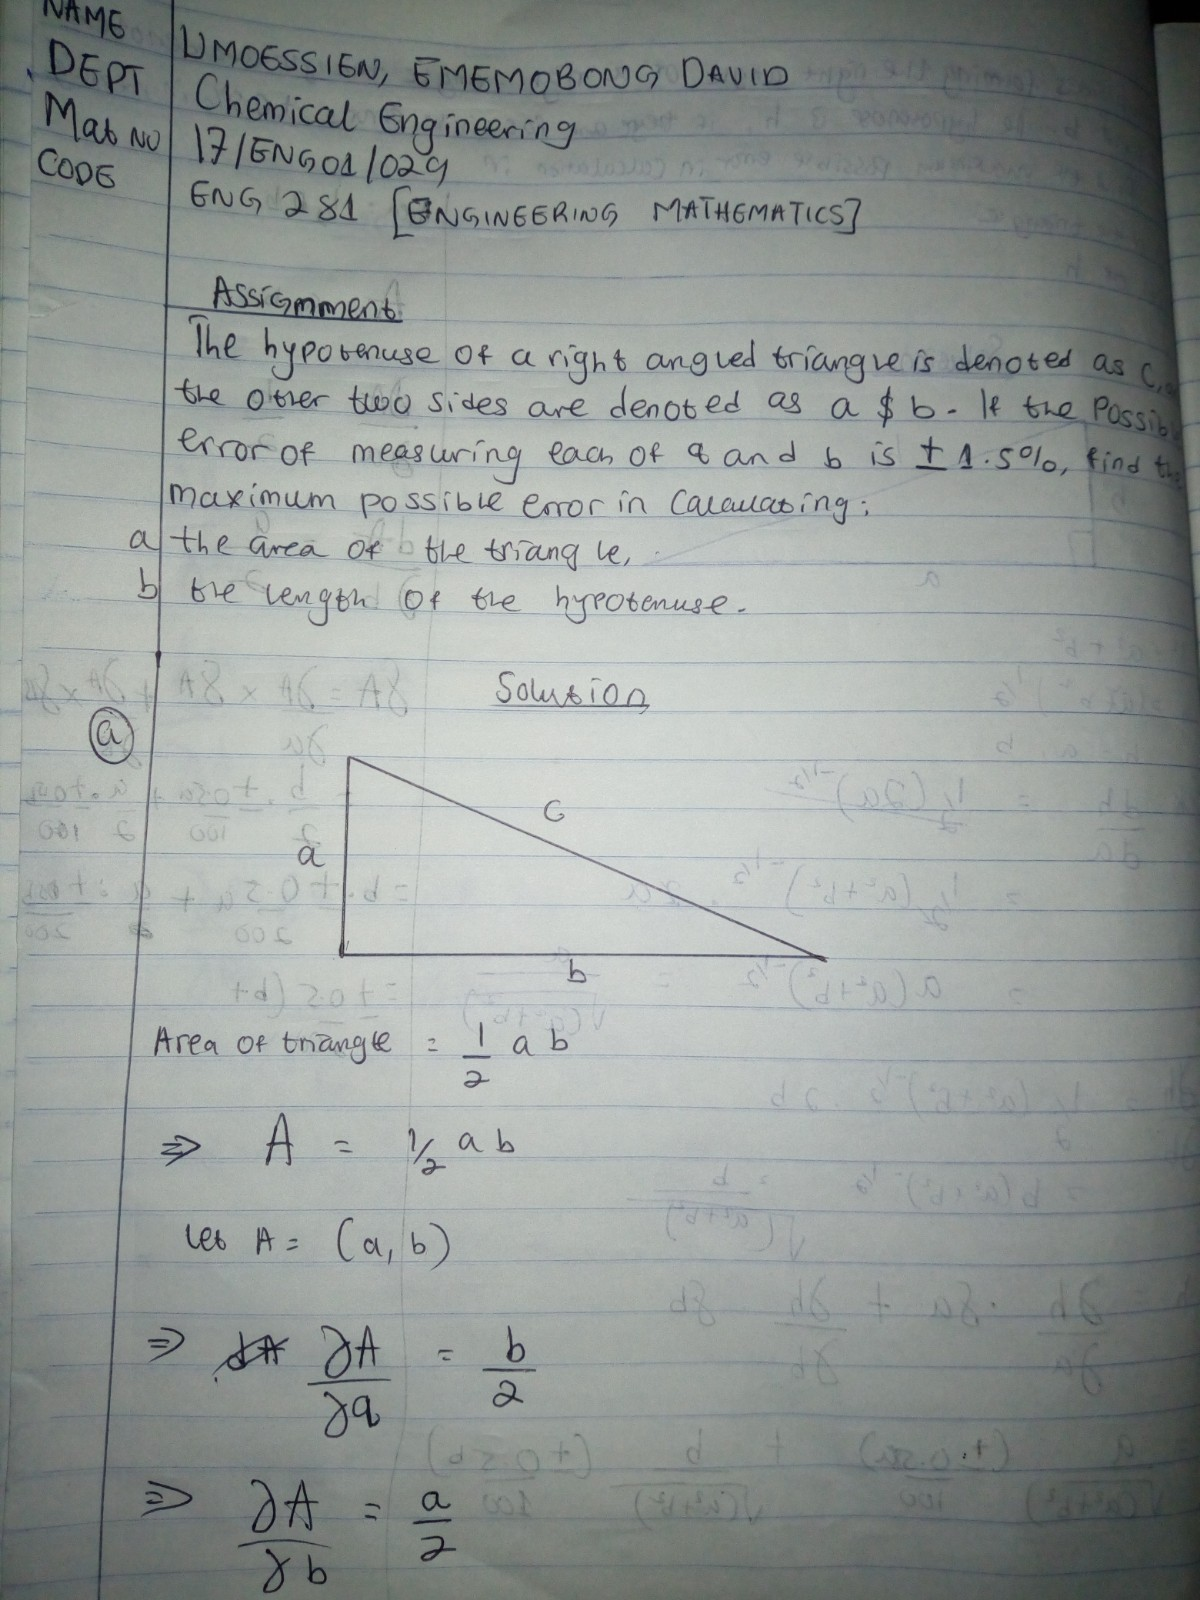 NAME UMOESSIEN, EMEMOBONG DAVID
DEPT Chemical Engineering
Mat NO 17/ENG01/029
CODE ENG 281 [ENGINEERING MATHEMATICS]
Assignment
The hypotenuse of a right angled triangle is denoted as C,
the other two sides are denoted as a $ b. If the Possib
error of measuring each of a and b is ± 1.5%, find the
maximum possible error in calculating;
a the area of the triangle,
b the length of the hypotenuse.
Solution
(a)
C
a
b
Area of triangle = 1/2 a b
⇒ A = 1/2 a b
let A = (a, b)
⇒ ∂A/∂a = b/2
⇒ ∂A/∂b = a/2